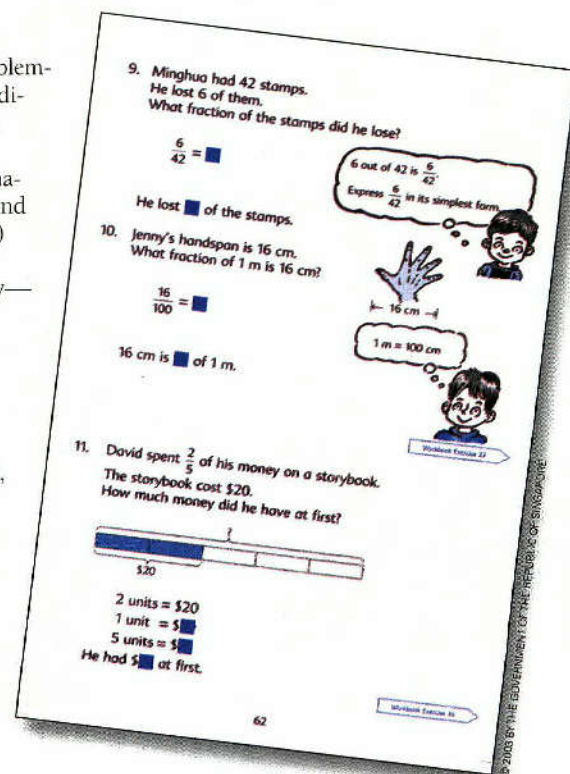 olem-
di-
na-
nd
)
y—
,
9. Minghua had 42 stamps.
He lost 6 of them.
What fraction of the stamps did he lose?
6/42 = ■
6 out of 42 is 6/42.
Express 6/42 in its simplest form.
He lost ■ of the stamps.
10. Jenny's handspan is 16 cm.
What fraction of 1 m is 16 cm?
16/100 = ■
16 cm
1 m = 100 cm
16 cm is ■ of 1 m.
Workbook Exercise
11. David spent 2/5 of his money on a storybook.
The storybook cost $20.
How much money did he have at first?
?
$20
2 units = $20
1 unit = $■
5 units = $■
He had $■ at first.
Workbook Exercise
62
© 2003 BY THE GOVERNMENT OF THE REPUBLIC OF SINGAPORE